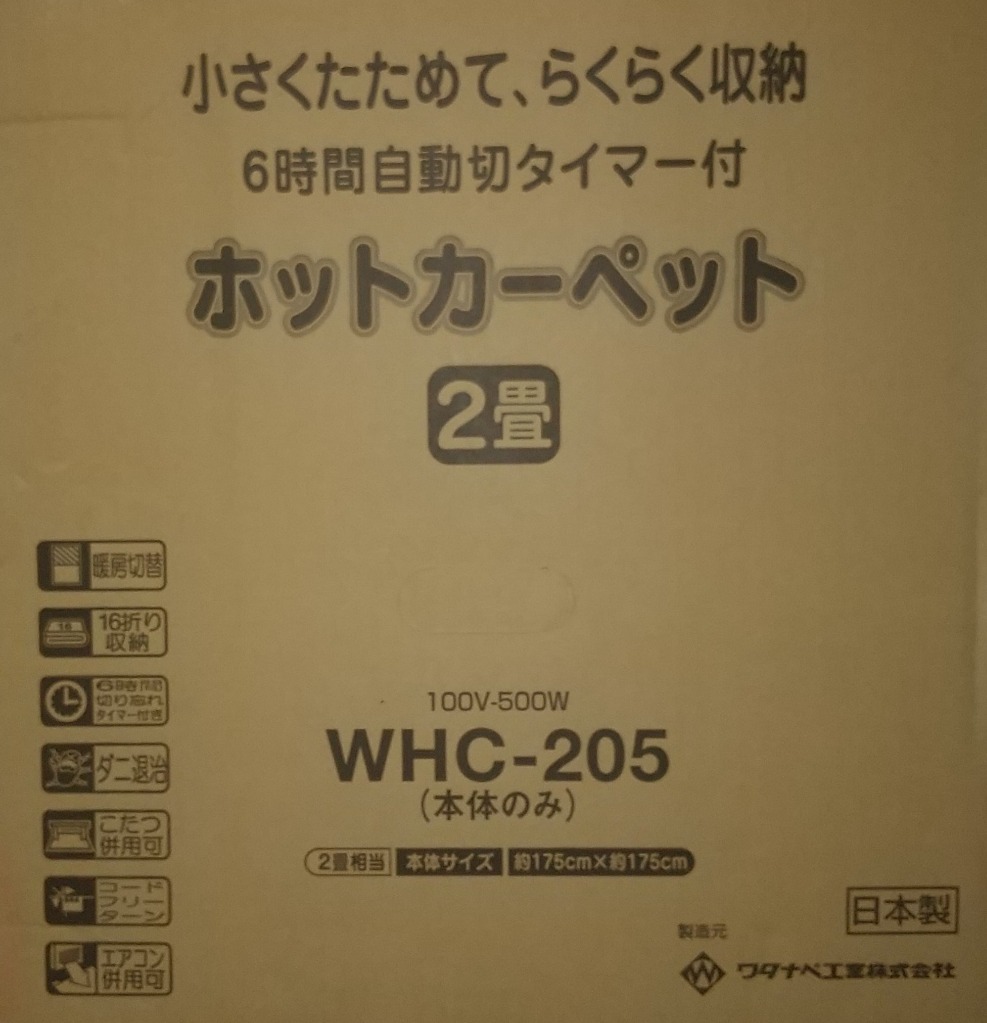 小さくたためて、らくらく収納
6時間自動切タイマー付
ホットカーペット
2畳
暖房切替
16
16折り
収納
6時間
切り忘れ
タイマー付き
ダニ退治
こたつ
併用可
コード
フリー
ターン
エアコン
併用可
100V-500W
WHC-205
(本体のみ)
2畳相当 本体サイズ 約175cm×約175cm
日本製
製造元
ワタナベ工業株式会社